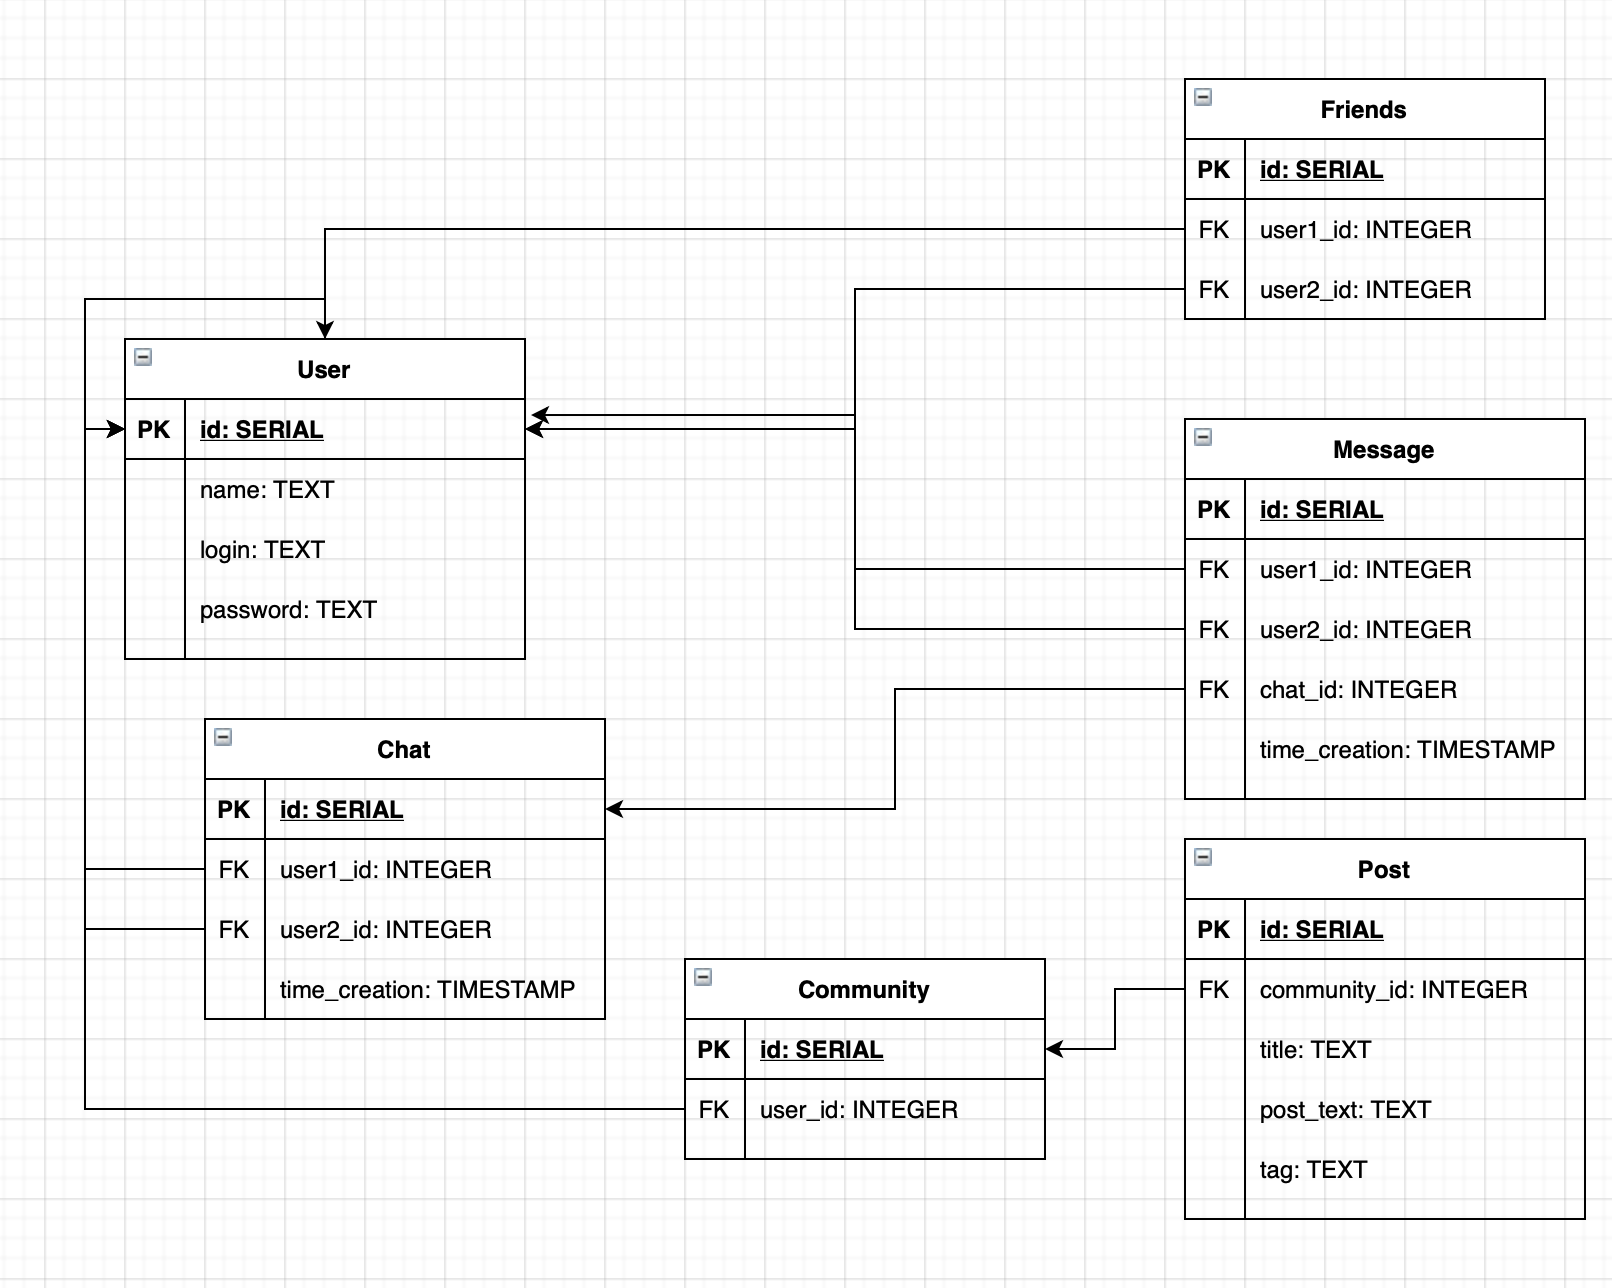 Friends
PK id: SERIAL
FK user1_id: INTEGER
FK user2_id: INTEGER
User
PK id: SERIAL
name: TEXT
login: TEXT
password: TEXT
Message
PK id: SERIAL
FK user1_id: INTEGER
FK user2_id: INTEGER
FK chat_id: INTEGER
time_creation: TIMESTAMP
Chat
PK id: SERIAL
FK user1_id: INTEGER
FK user2_id: INTEGER
time_creation: TIMESTAMP
Community
PK id: SERIAL
FK user_id: INTEGER
Post
PK id: SERIAL
FK community_id: INTEGER
title: TEXT
post_text: TEXT
tag: TEXT